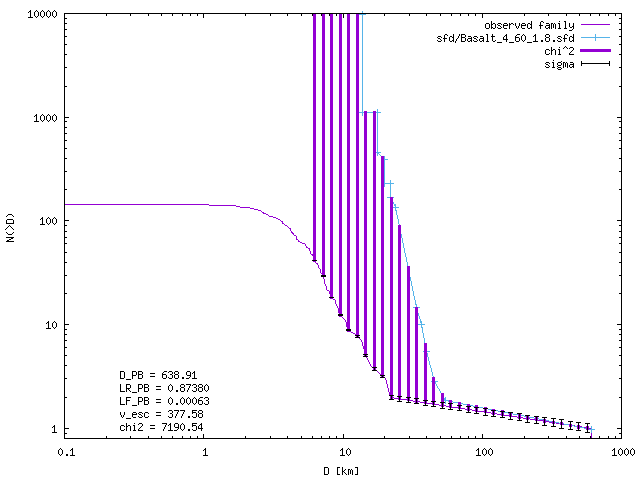 10000
1000
100
10
1
N(>D)
observed family
sfd/Basalt_4_60_1.8.sfd
chi^2
sigma
D_PB = 638.91
LR_PB = 0.87380
LF_PB = 0.00063
v_esc = 377.58
chi2 = 7190.54
0.1 1 10 100 1000
D [km]